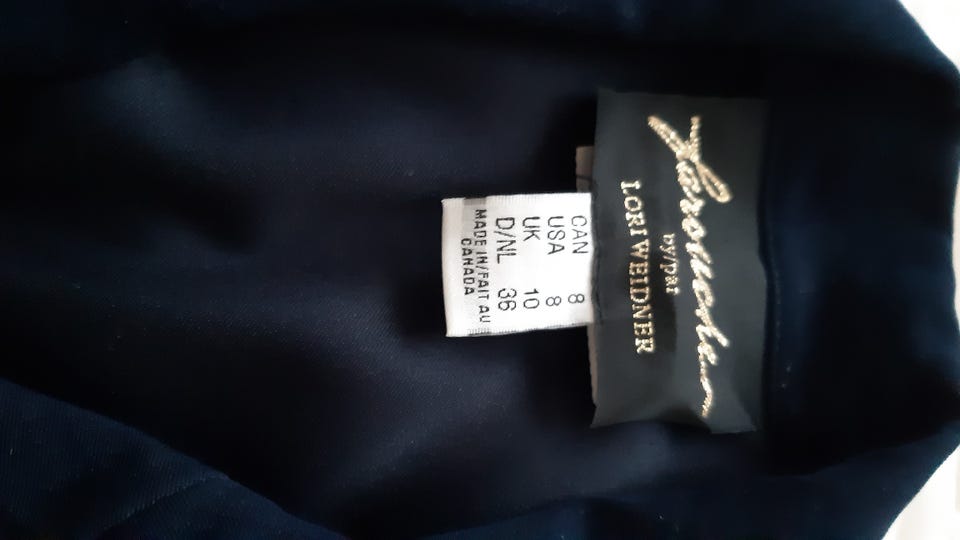 by/par
LORI WEIDNER
CAN 8
USA 8
UK 10
D/NL 36
MADE IN/FAIT AU
CANADA